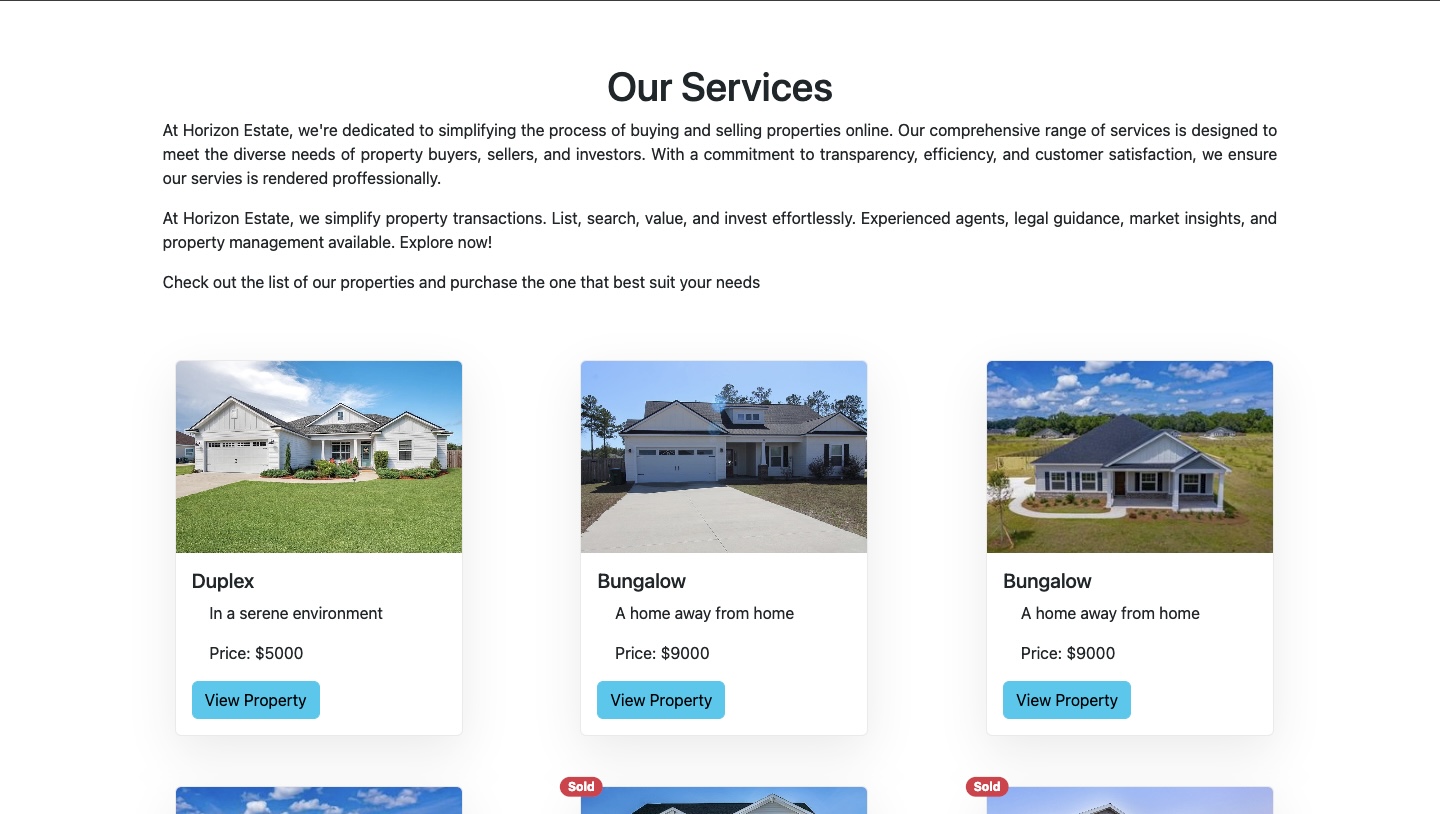 Our Services
At Horizon Estate, we're dedicated to simplifying the process of buying and selling properties online. Our comprehensive range of services is designed to
meet the diverse needs of property buyers, sellers, and investors. With a commitment to transparency, efficiency, and customer satisfaction, we ensure
our servies is rendered proffessionally.
At Horizon Estate, we simplify property transactions. List, search, value, and invest effortlessly. Experienced agents, legal guidance, market insights, and
property management available. Explore now!
Check out the list of our properties and purchase the one that best suit your needs
Duplex
In a serene environment
Price: $5000
View Property
Bungalow
A home away from home
Price: $9000
View Property
Bungalow
A home away from home
Price: $9000
View Property
Sold
Sold